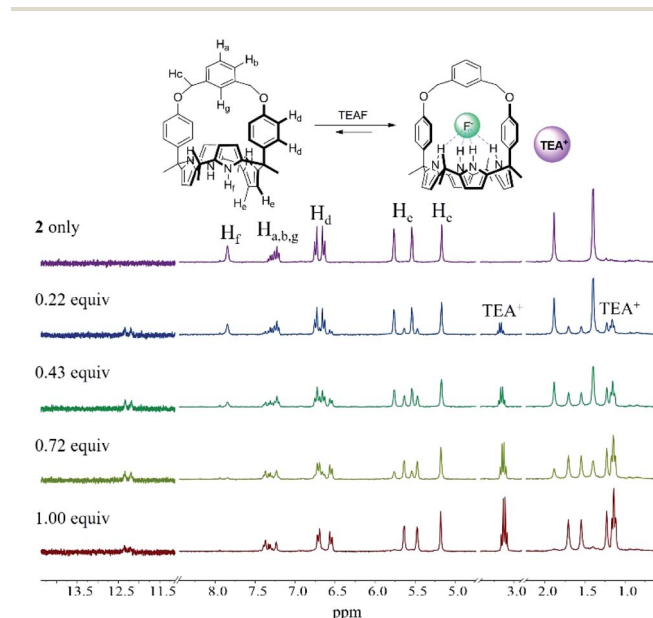 Ha
Hb
Hc
Hg
O
O
Hd
Hd
H N
N H
H N
N
Hf
He
He
TEAF
O
O
F-
N H
H N
H N
H N
TEA+
2 only
Hf
Ha,b,g
Hd
He
Hc
0.22 equiv
TEA+
TEA+
0.43 equiv
0.72 equiv
1.00 equiv
13.5 12.5 11.5 8.5 8.0 7.5 7.0 6.5 6.0 5.5 5.0 3.0 2.0 1.5 1.0
ppm